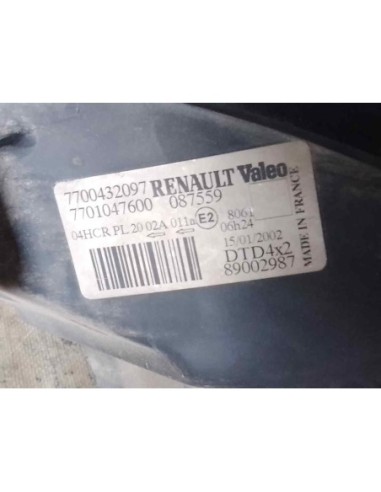 7700432097 RENAULT Valeo
7701047600 087559
04HCR PL 20 02A 011a E2 8061
06h24
15/01/2002
DTD4x2
89002987
MADE IN FRANCE